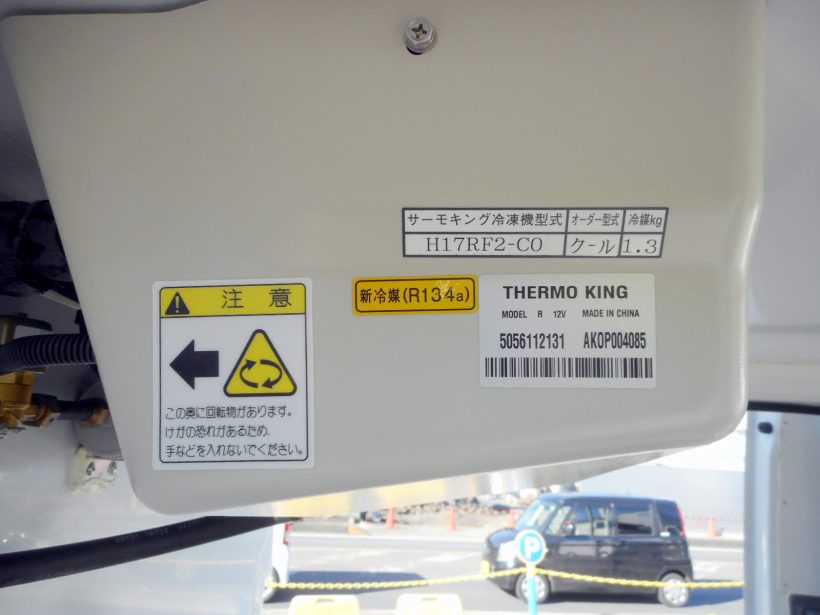 サーモキング冷凍機型式 オーダー型式 冷媒kg
H17RF2-CO クール 1.3
新冷媒(R134a)
THERMO KING
MODEL R 12V MADE IN CHINA
5056112131 AKOP004085
注意
この奥に回転物があります。
けがの恐れがあるため、
手などを入れないでください。
P